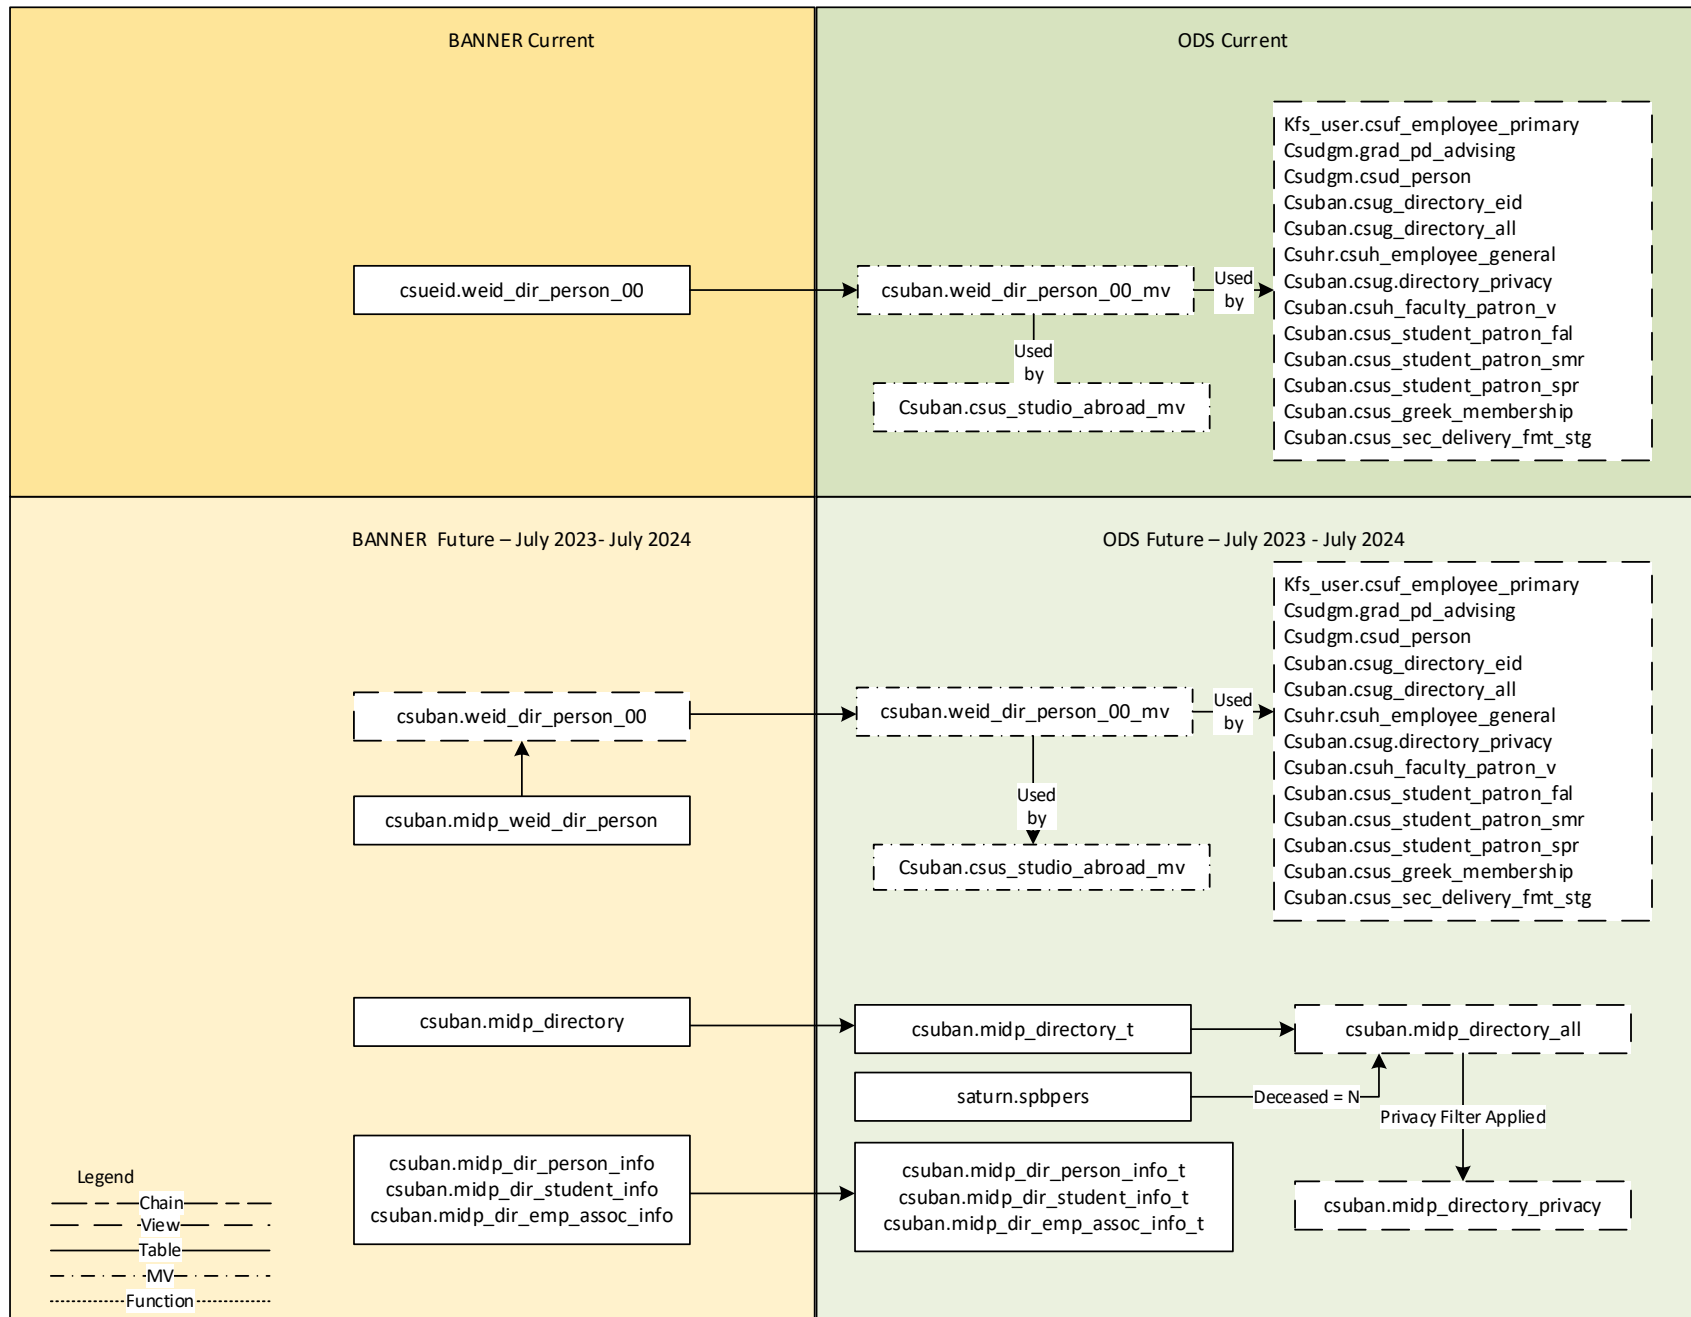 BANNER Current
ODS Current
Kfs_user.csuf_employee_primary
Csudgm.grad_pd_advising
Csudgm.csud_person
Csuban.csug_directory_eid
Csuban.csug_directory_all
Csuhr.csuh_employee_general
Csuban.csug.directory_privacy
Csuban.csuh_faculty_patron_v
Csuban.csus_student_patron_fal
Csuban.csus_student_patron_smr
Csuban.csus_student_patron_spr
Csuban.csus_greek_membership
Csuban.csus_sec_delivery_fmt_stg
csueid.weid_dir_person_00
csuban.weid_dir_person_00_mv
Used
by
Used
by
Csuban.csus_studio_abroad_mv
BANNER  Future – July 2023- July 2024
ODS Future – July 2023 - July 2024
Kfs_user.csuf_employee_primary
Csudgm.grad_pd_advising
Csudgm.csud_person
Csuban.csug_directory_eid
Csuban.csug_directory_all
Csuhr.csuh_employee_general
Csuban.csug.directory_privacy
Csuban.csuh_faculty_patron_v
Csuban.csus_student_patron_fal
Csuban.csus_student_patron_smr
Csuban.csus_student_patron_spr
Csuban.csus_greek_membership
Csuban.csus_sec_delivery_fmt_stg
csuban.weid_dir_person_00
csuban.weid_dir_person_00_mv
Used
by
csuban.midp_weid_dir_person
Used
by
Csuban.csus_studio_abroad_mv
csuban.midp_directory
csuban.midp_directory_t
csuban.midp_directory_all
saturn.spbpers
Deceased = N
Privacy Filter Applied
csuban.midp_dir_person_info
csuban.midp_dir_student_info
csuban.midp_dir_emp_assoc_info
csuban.midp_dir_person_info_t
csuban.midp_dir_student_info_t
csuban.midp_dir_emp_assoc_info_t
csuban.midp_directory_privacy
Legend
Chain
View
Table
MV
Function